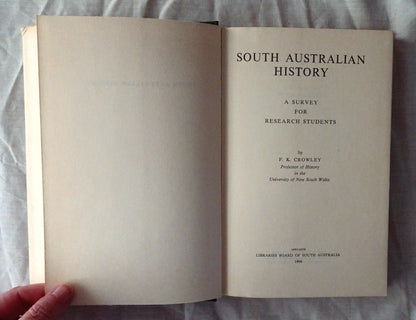 SOUTH AUSTRALIAN
HISTORY
A SURVEY
FOR
RESEARCH STUDENTS
by
F. K. CROWLEY
Professor of History
in the
University of New South Wales
ADELAIDE
LIBRARIES BOARD OF SOUTH AUSTRALIA